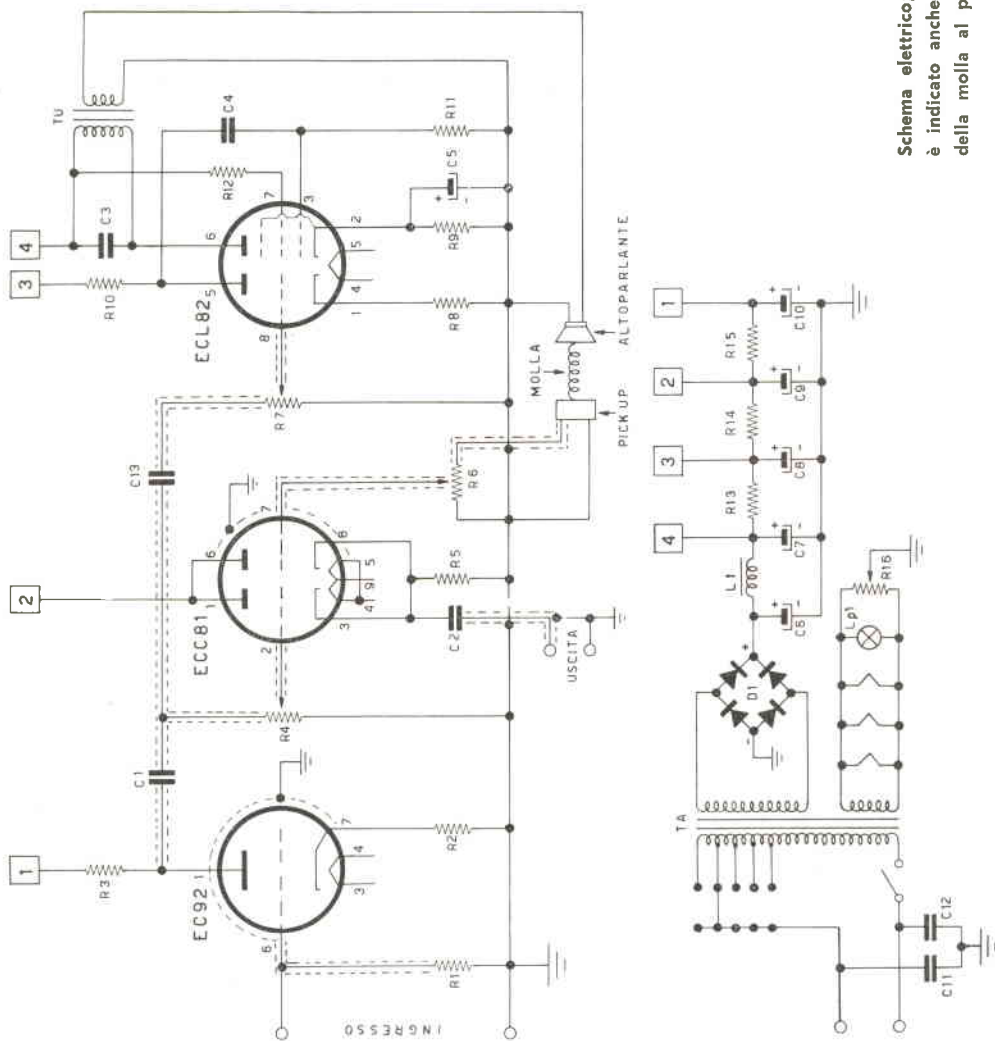 1
2
3
4
R3
C1
C13
R10
C3
TU
C4
EC92
ECC81
ECL82
R12
R11
1
6
7
3
4
R4
R7
1
6
2
7
3
4
9
5
8
5
6
8
7
3
2
1
4
5
R1
R2
C2
R5
R8
R9
C5
+
-
INGRESSO
USCITA
R6
MOLLA
PICK UP
ALTOPARLANTE
TA
D1
+
-
L1
4
3
2
1
R13
R14
R15
C6
+
-
C7
+
-
C8
+
-
C9
+
-
C10
+
-
Lp1
R16
C11
C12
Schema elettrico,
è indicato anche
della molla al p